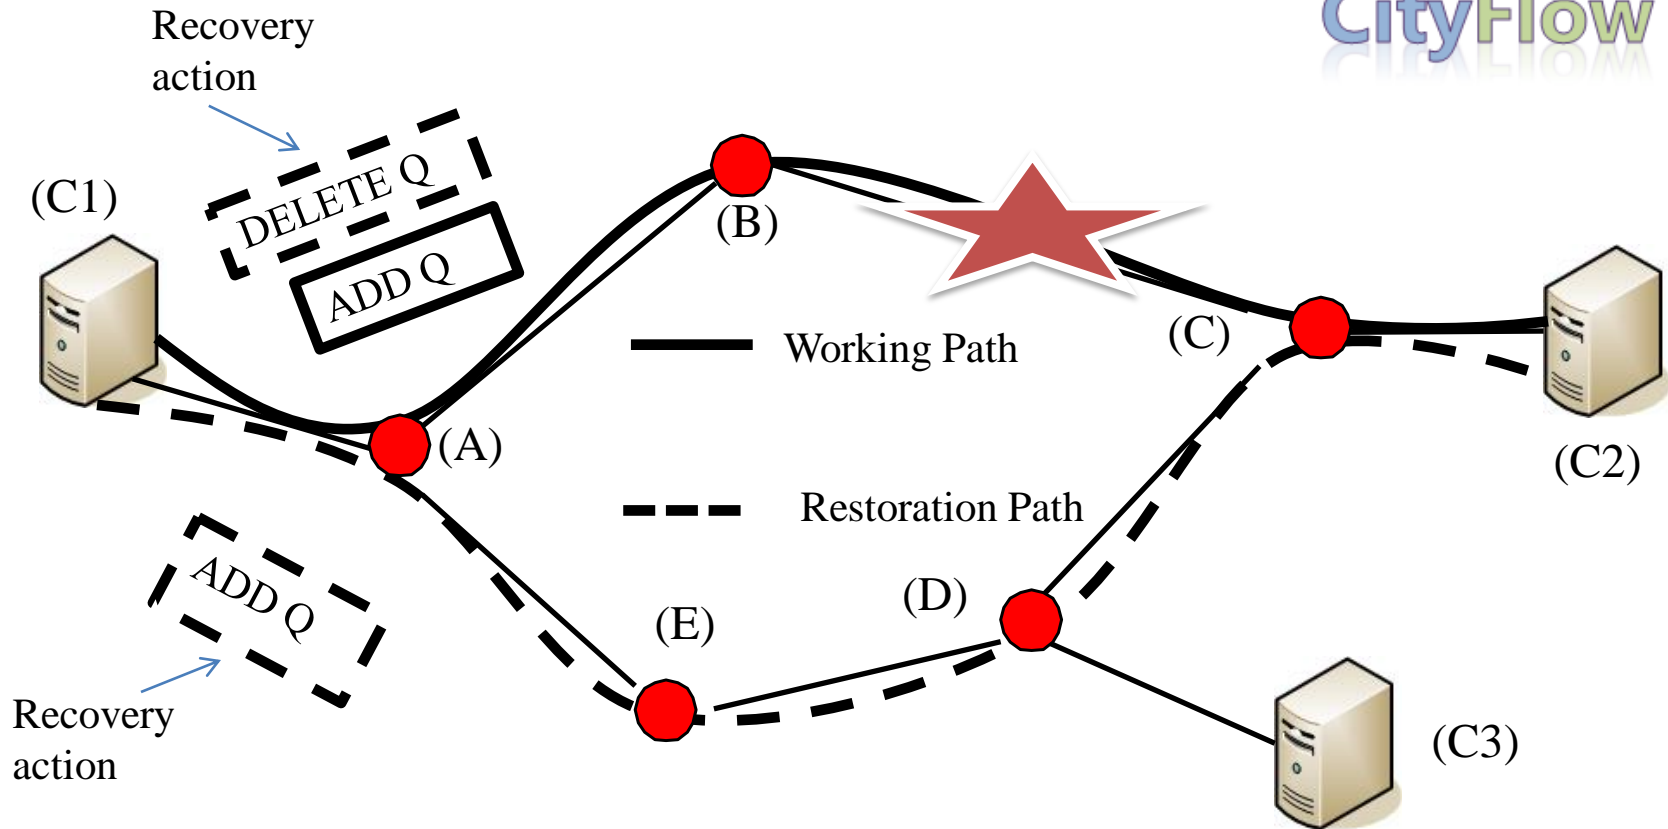 CityFlow
Recovery
action
DELETE Q
(C1)
ADD Q
(B)
(C)
Working Path
(A)
(C2)
Restoration Path
ADD Q
(D)
(E)
Recovery
action
(C3)